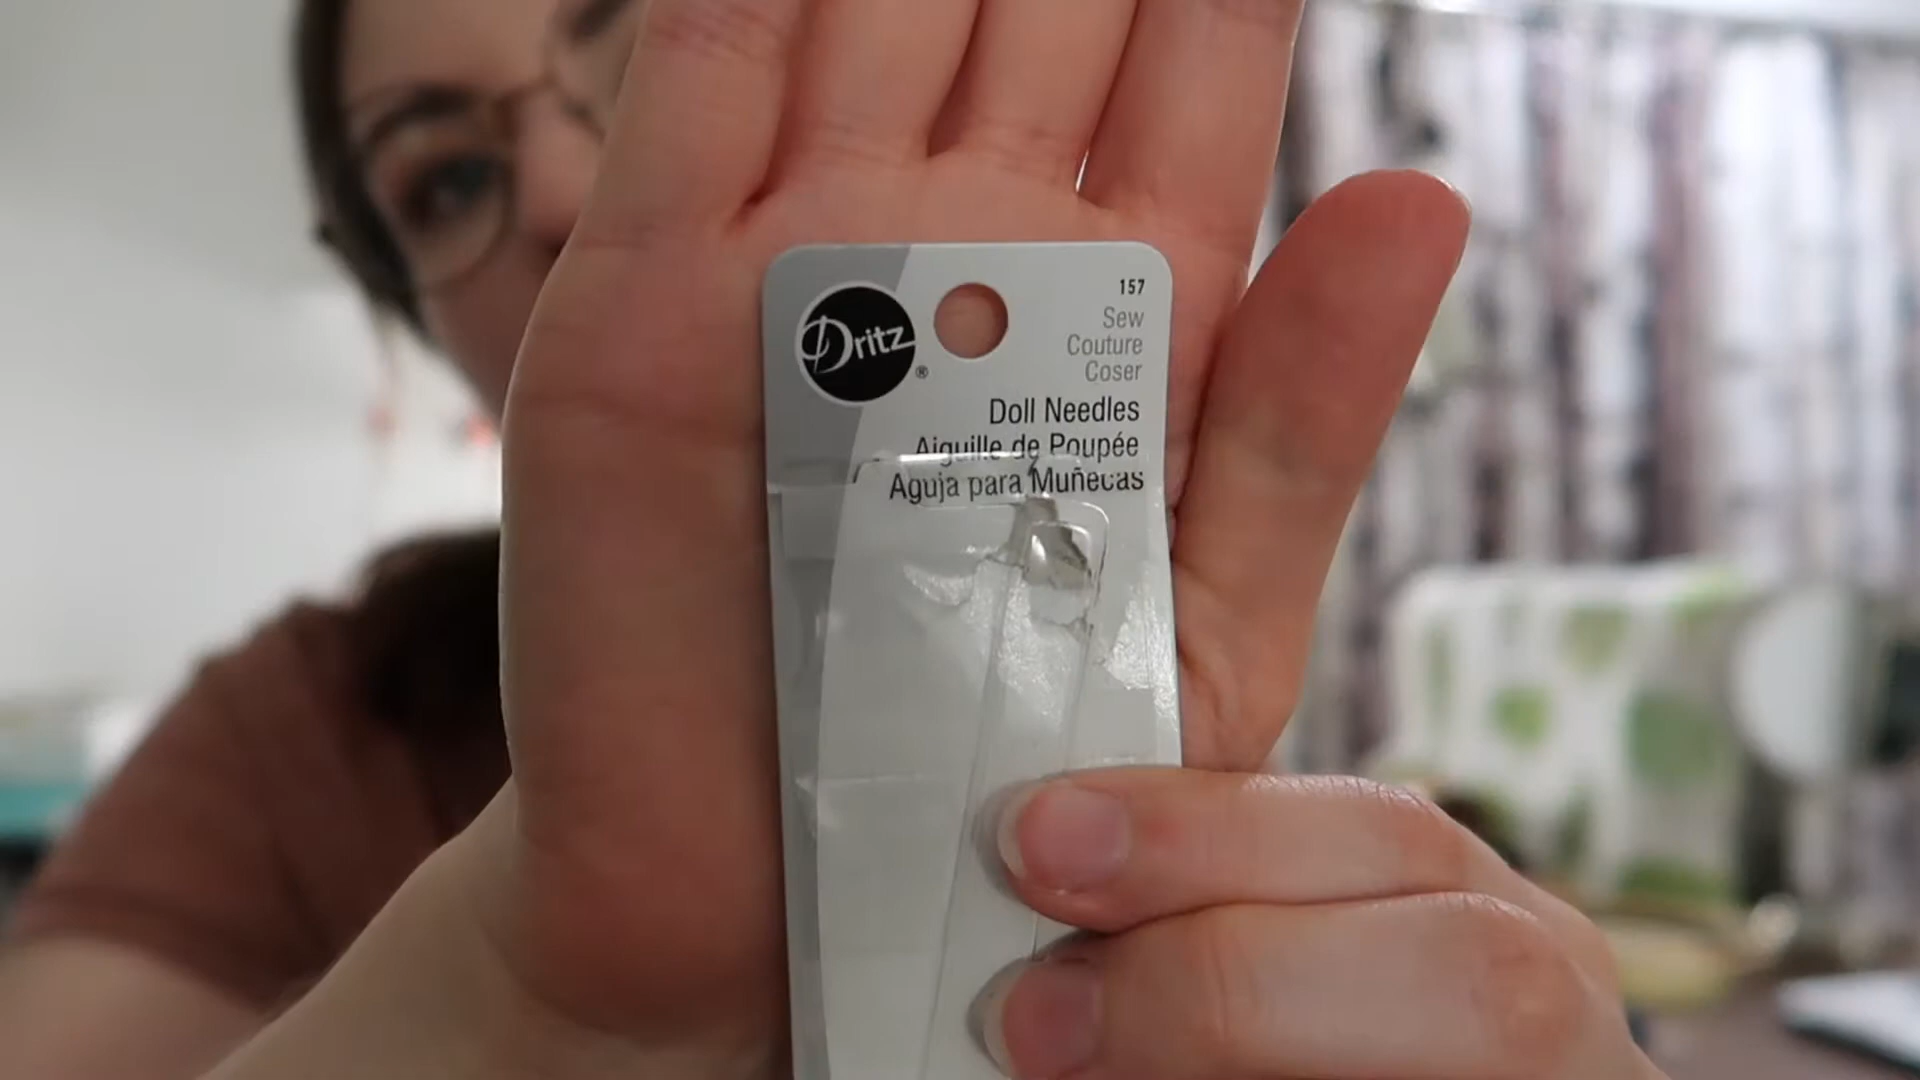 Dritz®
157
Sew
Couture
Coser
Doll Needles
Aiguille de Poupée
Aguja para Muñecas